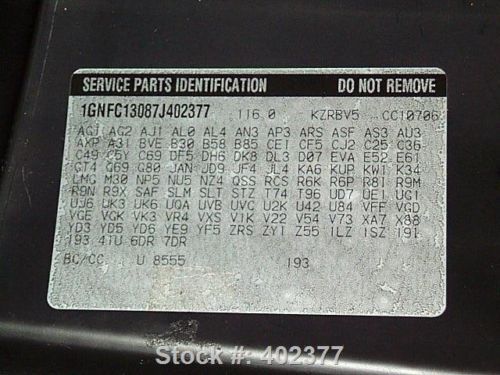 SERVICE PARTS IDENTIFICATION DO NOT REMOVE
1GNFC13087J402377 116.0 KZRBV5 CC10706
AG1 AG2 AJ1 AL0 AL4 AN3 AP3 ARS ASF AS3 AU3
AXP A31 BVE B30 B58 B85 CE1 CF5 CJ2 C25 C36
C49 C5Y C69 DF5 DH6 DK8 DL3 D07 EVA E52 E61
GT4 G69 G80 JAN JD9 JF4 JL4 KA6 KUP KW1 K34
LMG M30 NP5 NU5 NZ4 QSS RCS R6K R6P R8I R9M
R9N R9X SAF SLM SLT STZ T74 T96 UD7 UE1 UG1
UJ6 UK3 UK6 UQA UVB UVC U2K U42 U84 VFF VGD
VGE VGK VK3 VR4 VXS V1K V22 V54 V73 XA7 X88
YD3 YD5 YD6 YE9 YF5 ZRS ZY1 Z55 1LZ 1SZ 19I
193 4TU 6DR 7DR
BC/CC U 8555 193
Stock #: 402377